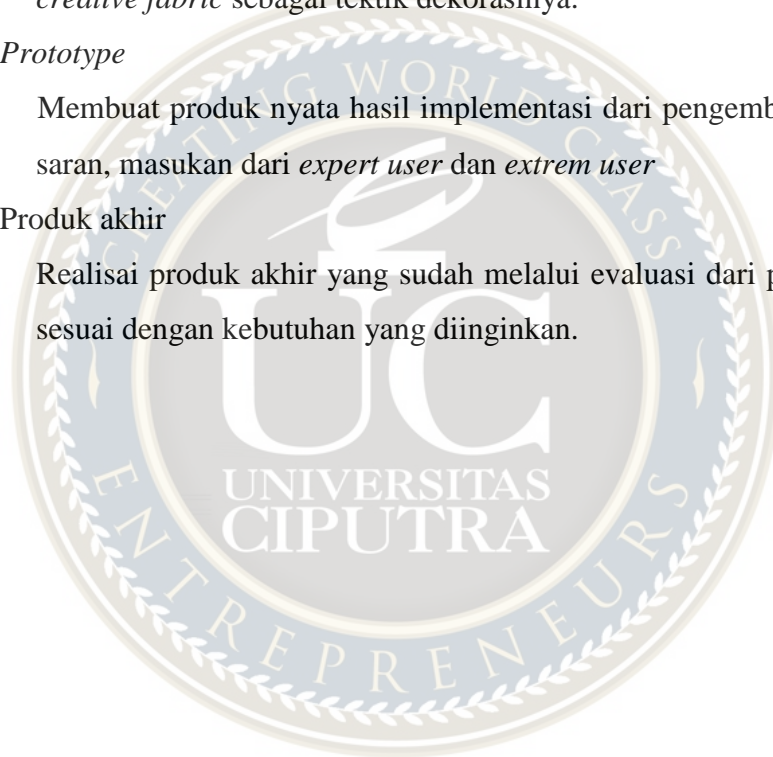 creative fabric sebagai tektik dekorasinya.
Prototype
Membuat produk nyata hasil implementasi dari pengemb
saran, masukan dari expert user dan extrem user
Produk akhir
Realisai produk akhir yang sudah melalui evaluasi dari p
sesuai dengan kebutuhan yang diinginkan.
CREATING WORLD CLASS
UC
UNIVERSITAS
CIPUTRA
ENTREPRENEURS